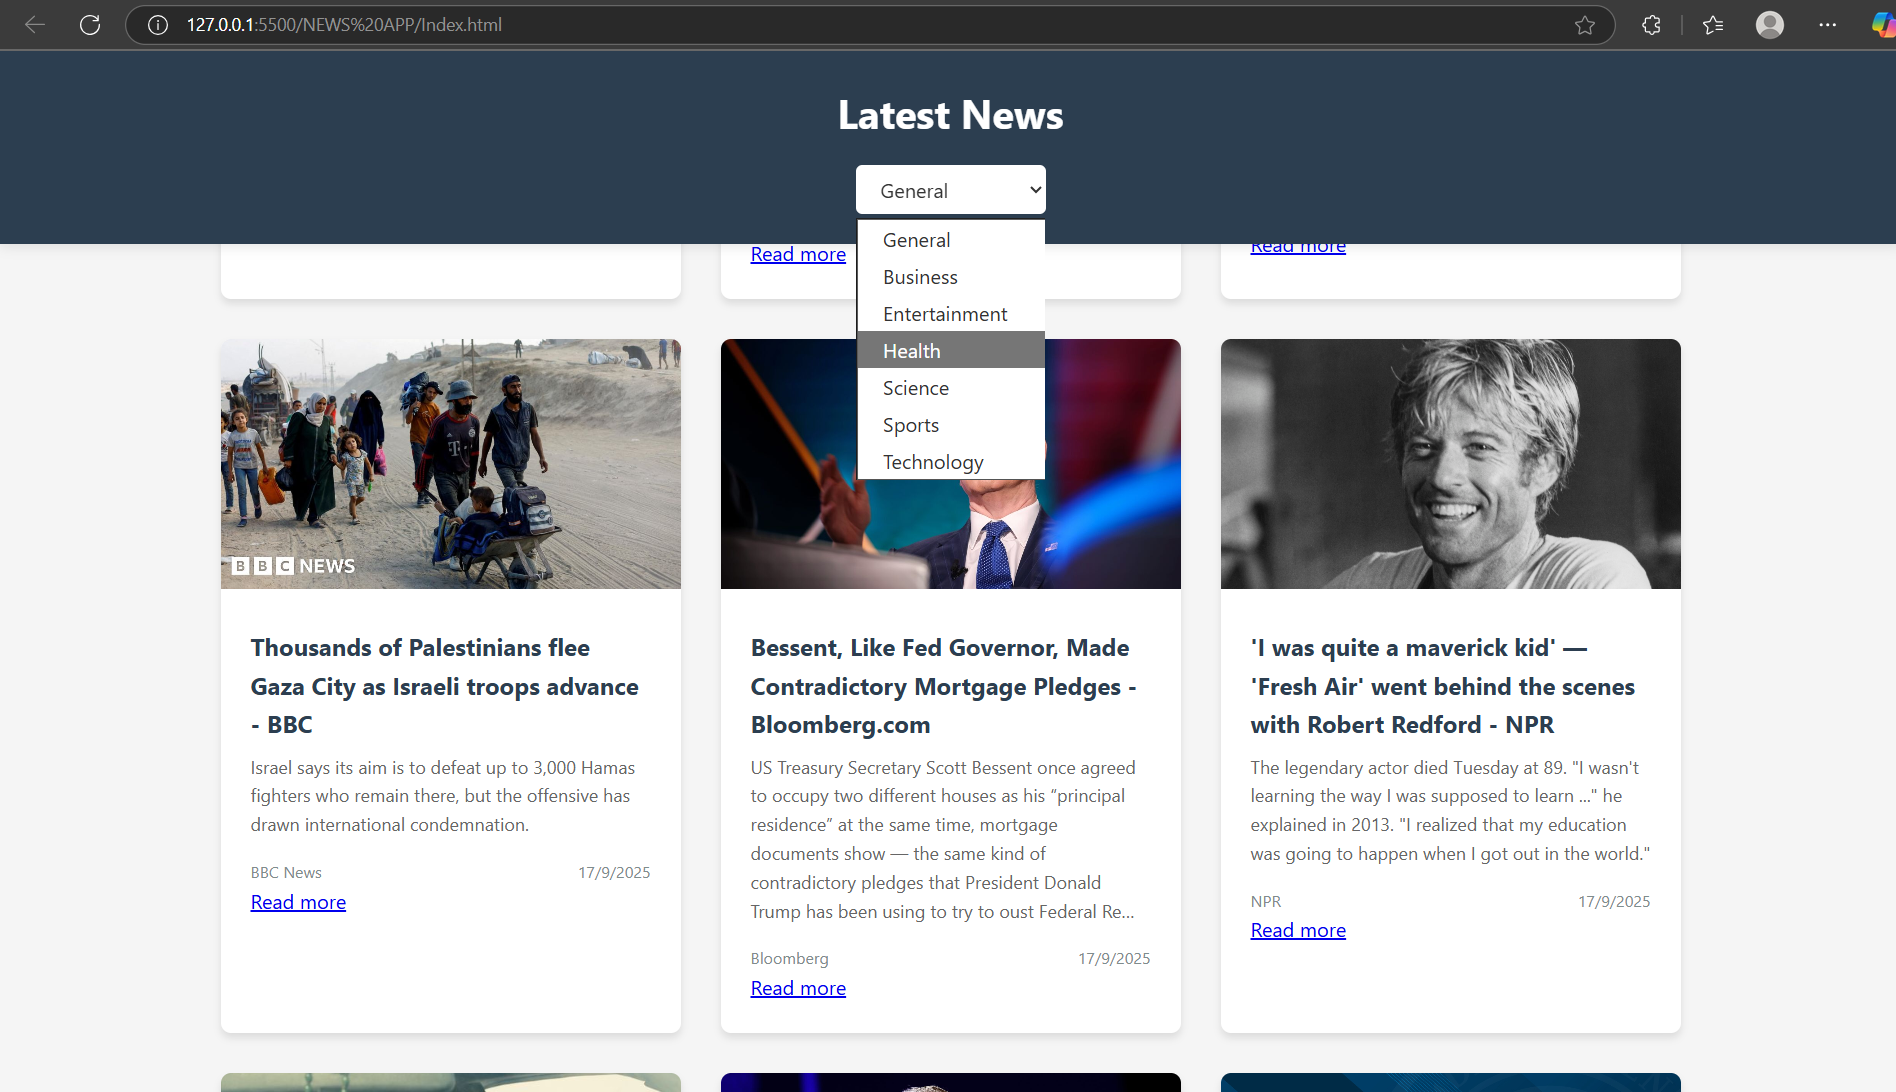 127.0.0.1:5500/NEWS%20APP/Index.html
Latest News
General
General
Business
Entertainment
Health
Science
Sports
Technology
Read more
Read more
BBC NEWS
Thousands of Palestinians flee
Gaza City as Israeli troops advance
- BBC
Israel says its aim is to defeat up to 3,000 Hamas
fighters who remain there, but the offensive has
drawn international condemnation.
BBC News
17/9/2025
Read more
Bessent, Like Fed Governor, Made
Contradictory Mortgage Pledges -
Bloomberg.com
US Treasury Secretary Scott Bessent once agreed
to occupy two different houses as his “principal
residence” at the same time, mortgage
documents show — the same kind of
contradictory pledges that President Donald
Trump has been using to try to oust Federal Re…
Bloomberg
17/9/2025
Read more
'I was quite a maverick kid' —
'Fresh Air' went behind the scenes
with Robert Redford - NPR
The legendary actor died Tuesday at 89. "I wasn't
learning the way I was supposed to learn ..." he
explained in 2013. "I realized that my education
was going to happen when I got out in the world."
NPR
17/9/2025
Read more